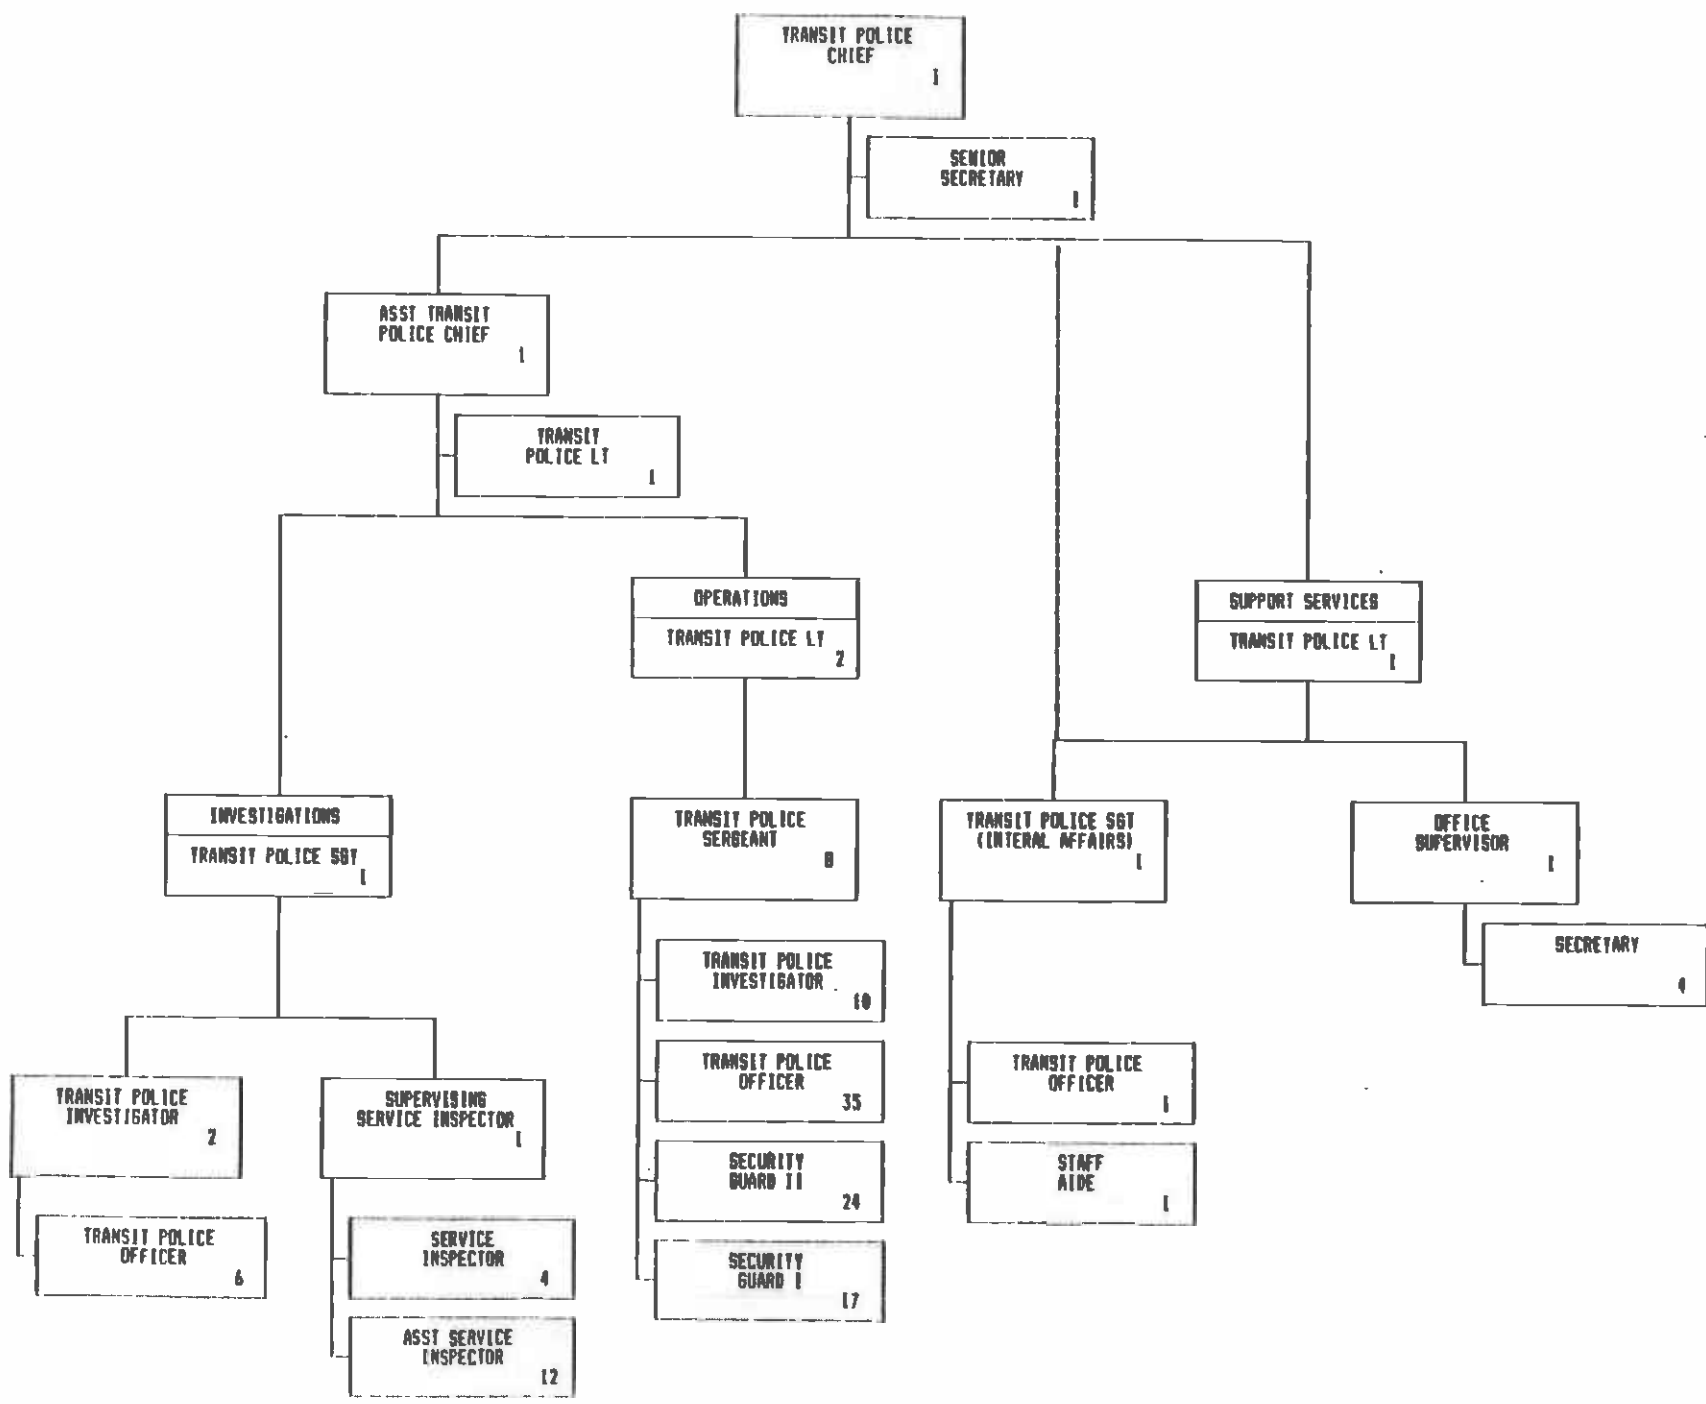 TRANSIT POLICE
CHIEF
1
SENIOR
SECRETARY
1
ASST TRANSIT
POLICE CHIEF
1
TRANSIT
POLICE LT
1
OPERATIONS
TRANSIT POLICE LT
2
SUPPORT SERVICES
TRANSIT POLICE LT
1
INVESTIGATIONS
TRANSIT POLICE SGT
1
TRANSIT POLICE
SERGEANT
8
TRANSIT POLICE SGT
(INTERAL AFFAIRS)
1
OFFICE
SUPERVISOR
1
SECRETARY
4
TRANSIT POLICE
INVESTIGATOR
10
TRANSIT POLICE
OFFICER
35
SECURITY
GUARD II
24
SECURITY
GUARD I
17
TRANSIT POLICE
OFFICER
1
STAFF
AIDE
1
TRANSIT POLICE
INVESTIGATOR
2
TRANSIT POLICE
OFFICER
6
SUPERVISING
SERVICE INSPECTOR
1
SERVICE
INSPECTOR
4
ASST SERVICE
INSPECTOR
12